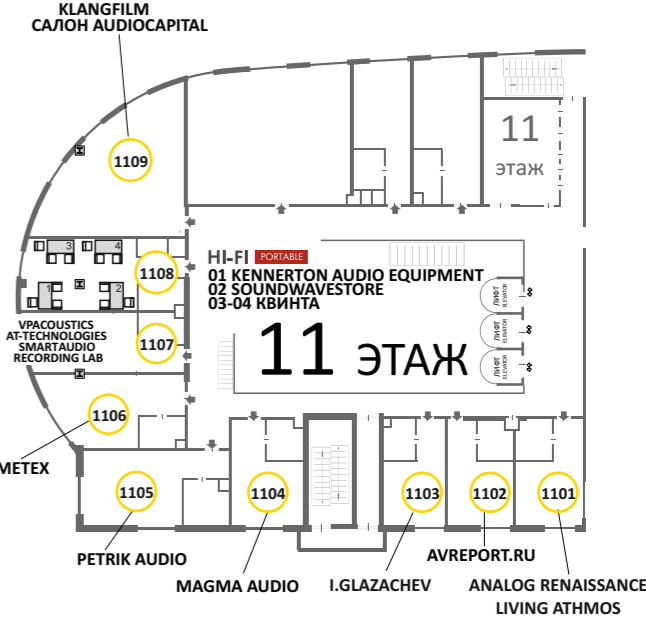 KLANGFILM
САЛОН AUDIOCAPITAL
1109
11
этаж
3
4
1
2
1108
HI-FI PORTABLE
01 KENNERTON AUDIO EQUIPMENT
02 SOUNDWAVESTORE
03-04 КВИНТА
11 ЭТАЖ
ЛИФТ
ELEVATOR
ЛИФТ
ELEVATOR
ЛИФТ
ELEVATOR
VPACOUSTICS
AT-TECHNOLOGIES
SMARTAUDIO
RECORDING LAB
1107
1106
METEX
1105
1104
1103
1102
1101
PETRIK AUDIO
MAGMA AUDIO
I.GLAZACHEV
AVREPORT.RU
ANALOG RENAISSANCE
LIVING ATHMOS